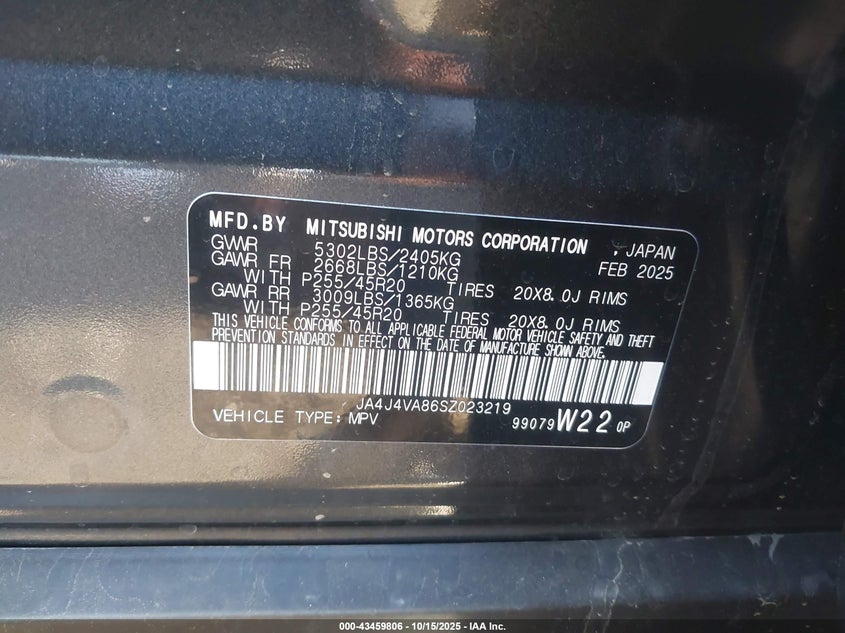 MFD.BY MITSUBISHI MOTORS CORPORATION , JAPAN
GVWR 5302LBS/2405KG FEB 2025
GAWR FR 2668LBS/1210KG
WITH P255/45R20 TIRES 20X8.0J RIMS
GAWR RR 3009LBS/1365KG
WITH P255/45R20 TIRES 20X8.0J RIMS
THIS VEHICLE CONFORMS TO ALL APPLICABLE FEDERAL MOTOR VEHICLE SAFETY AND THEFT
PREVENTION STANDARDS IN EFFECT ON THE DATE OF MANUFACTURE SHOWN ABOVE.
JA4J4VA86SZ023219
VEHICLE TYPE: MPV 99079 W22 0P
000-43459806 - 10/15/2025 - IAA Inc.